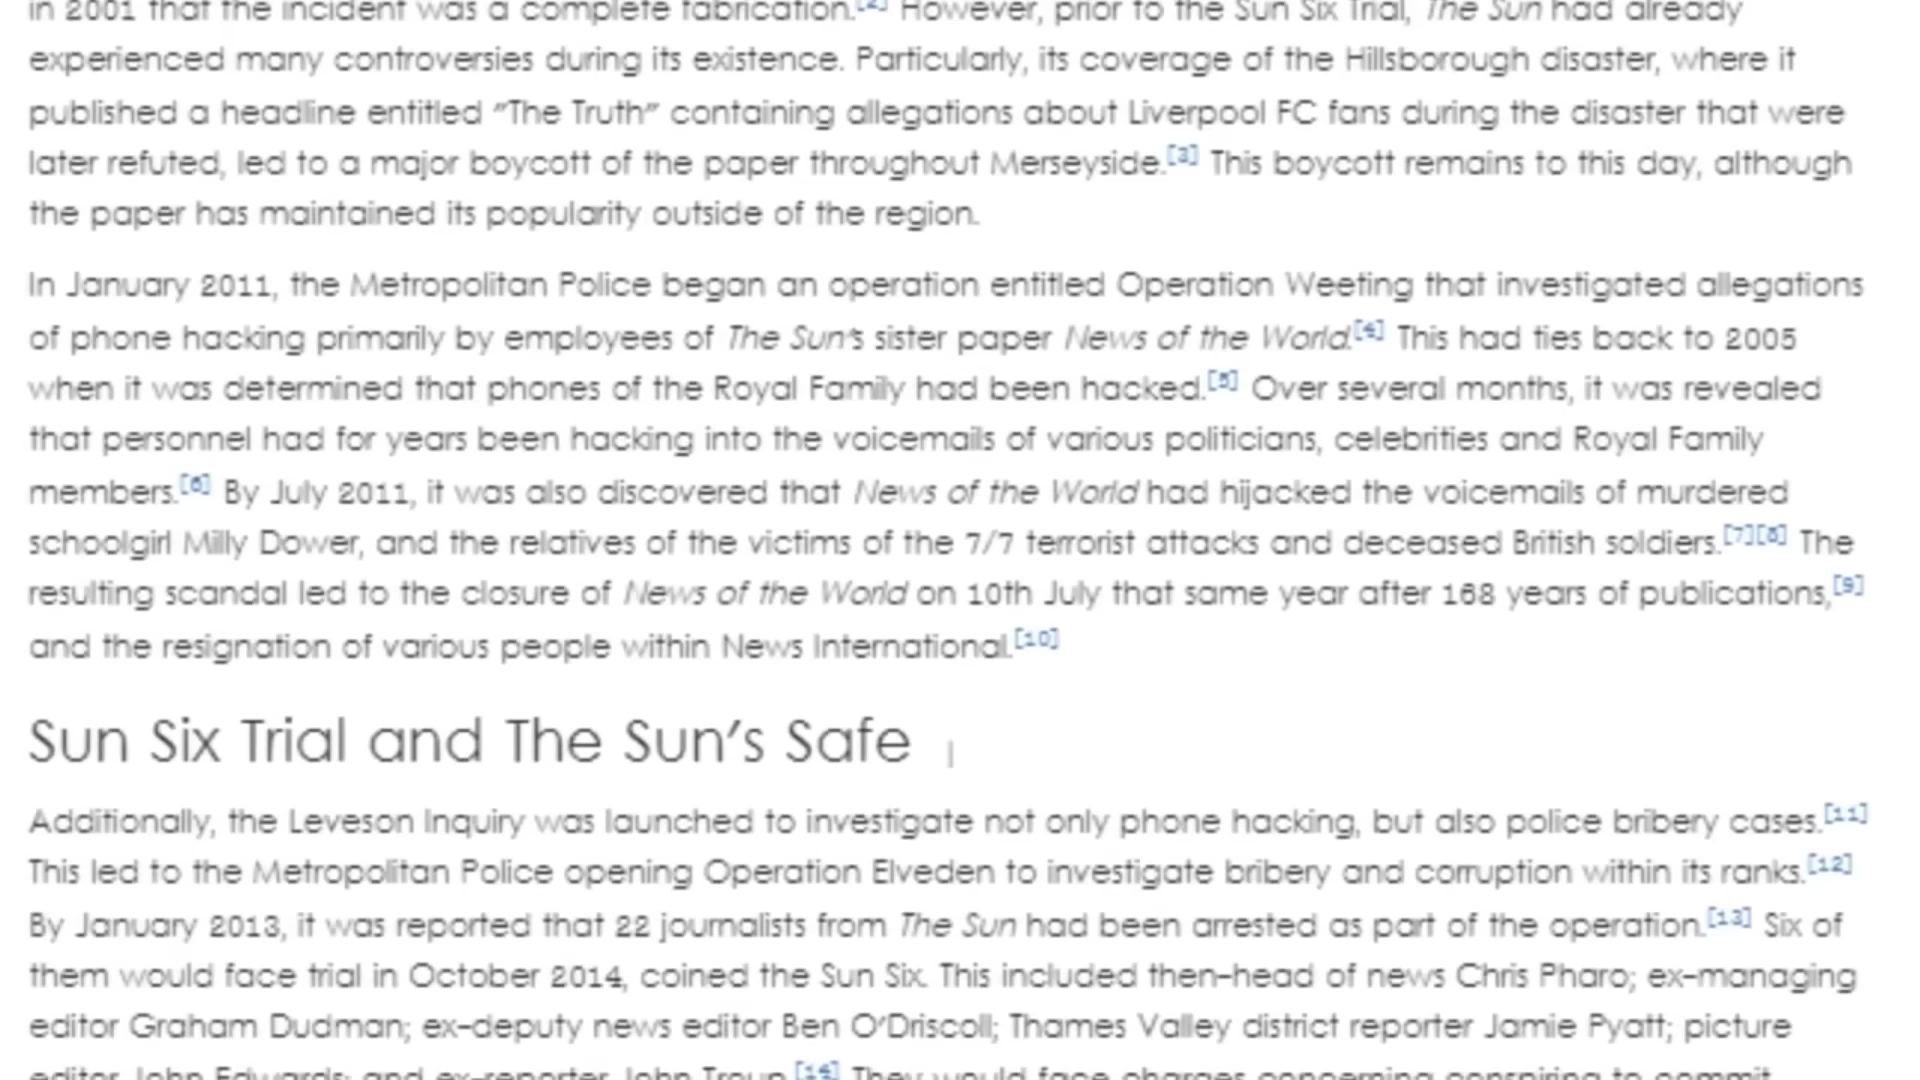 in 2001 that the incident was a complete fabrication.[2] However, prior to the Sun Six Trial, The Sun had already
experienced many controversies during its existence. Particularly, its coverage of the Hillsborough disaster, where it
published a headline entitled "The Truth" containing allegations about Liverpool FC fans during the disaster that were
later refuted, led to a major boycott of the paper throughout Merseyside.[3] This boycott remains to this day, although
the paper has maintained its popularity outside of the region.
In January 2011, the Metropolitan Police began an operation entitled Operation Weeting that investigated allegations
of phone hacking primarily by employees of The Sun's sister paper News of the World.[4] This had ties back to 2005
when it was determined that phones of the Royal Family had been hacked.[5] Over several months, it was revealed
that personnel had for years been hacking into the voicemails of various politicians, celebrities and Royal Family
members.[6] By July 2011, it was also discovered that News of the World had hijacked the voicemails of murdered
schoolgirl Milly Dower, and the relatives of the victims of the 7/7 terrorist attacks and deceased British soldiers.[7][8] The
resulting scandal led to the closure of News of the World on 10th July that same year after 168 years of publications,[9]
and the resignation of various people within News International.[10]
Sun Six Trial and The Sun's Safe
Additionally, the Leveson Inquiry was launched to investigate not only phone hacking, but also police bribery cases.[11]
This led to the Metropolitan Police opening Operation Elveden to investigate bribery and corruption within its ranks.[12]
By January 2013, it was reported that 22 journalists from The Sun had been arrested as part of the operation.[13] Six of
them would face trial in October 2014, coined the Sun Six. This included then-head of news Chris Pharo; ex-managing
editor Graham Dudman; ex-deputy news editor Ben O'Driscoll; Thames Valley district reporter Jamie Pyatt; picture
editor John Edwards; and ex-reporter John Troup.[14] They would face charges concerning conspiring to commit